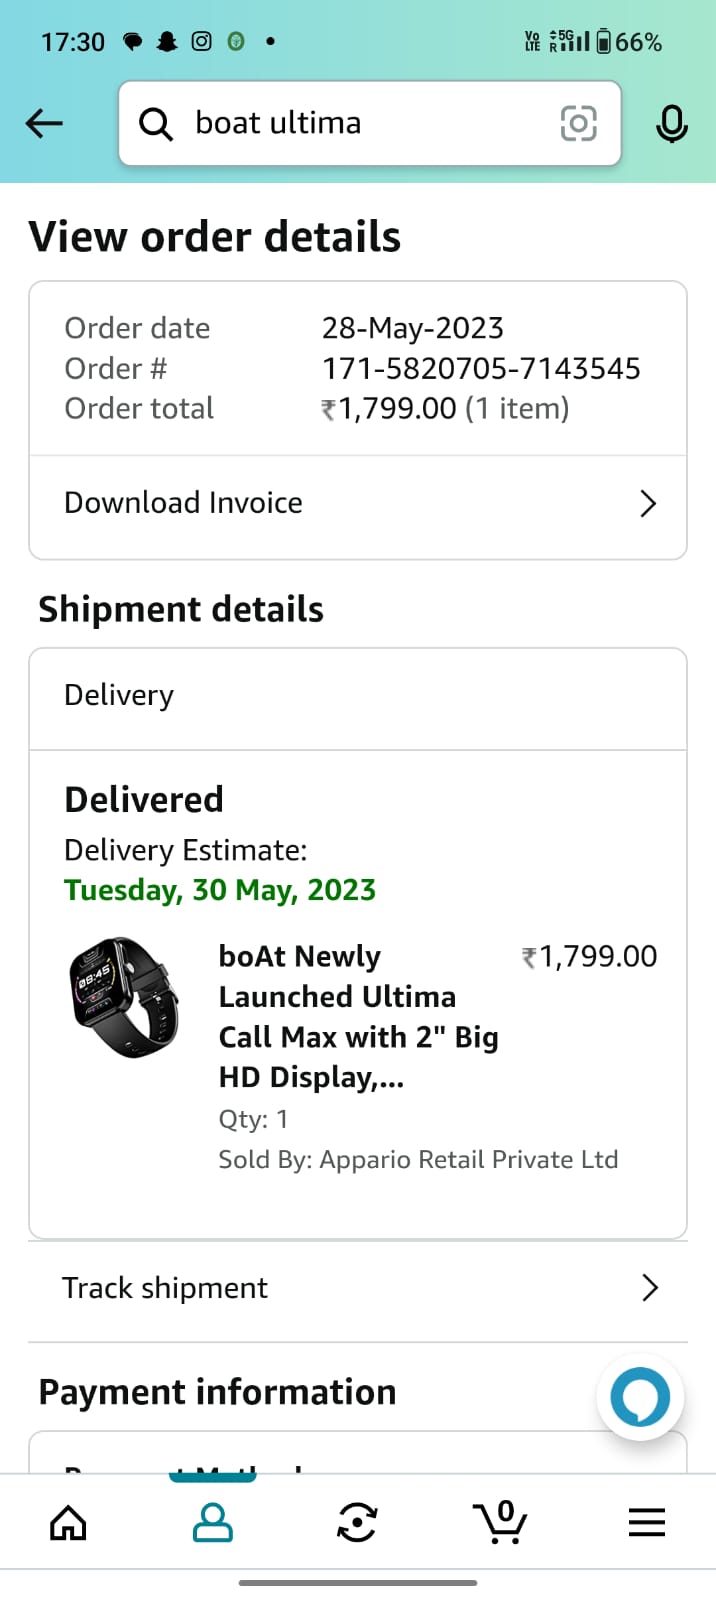 17:30
Vo LTE 5G R 66%
boat ultima
View order details
Order date 28-May-2023
Order # 171-5820705-7143545
Order total ₹1,799.00 (1 item)
Download Invoice
Shipment details
Delivery
Delivered
Delivery Estimate:
Tuesday, 30 May, 2023
08:45
boAt Newly ₹1,799.00
Launched Ultima
Call Max with 2" Big
HD Display,...
Qty: 1
Sold By: Appario Retail Private Ltd
Track shipment
Payment information
0